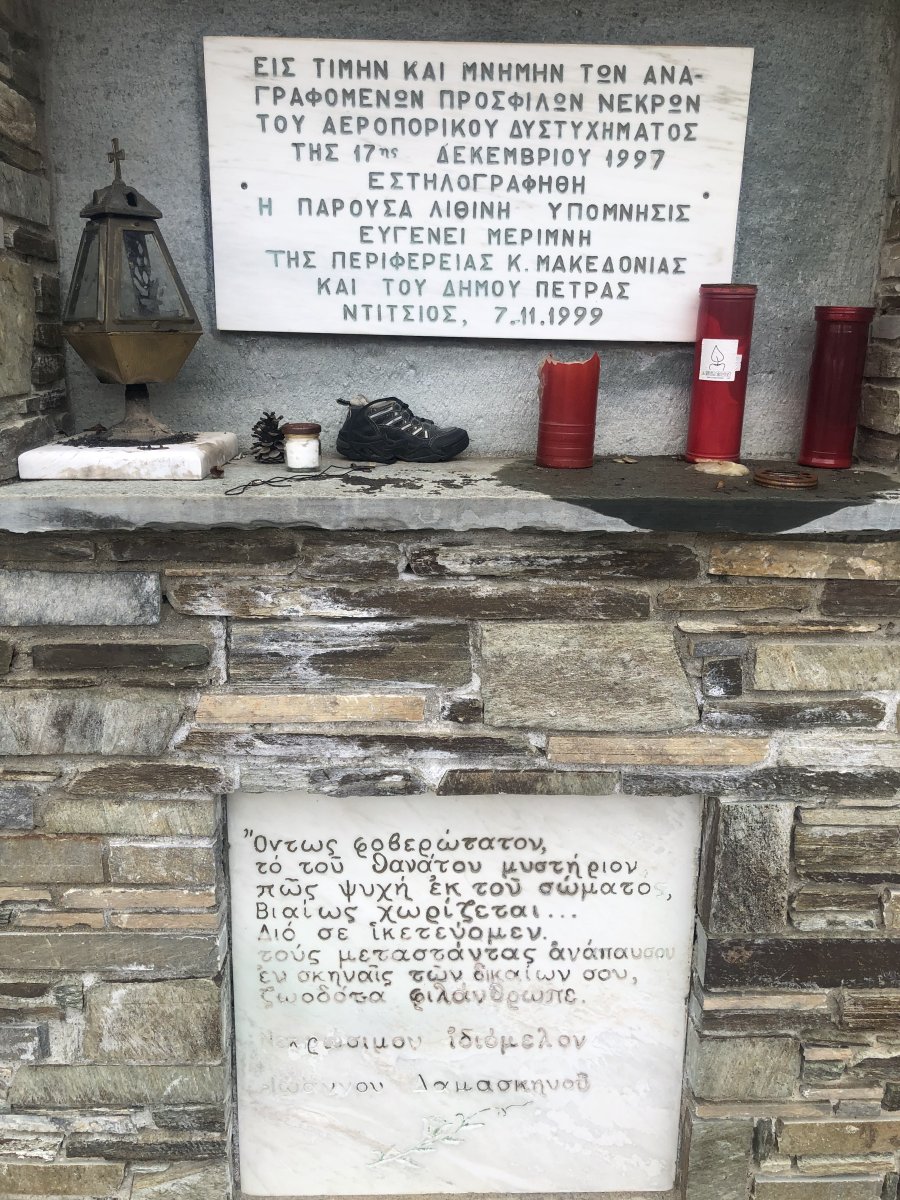 ΕΙΣ ΤΙΜΗΝ ΚΑΙ ΜΝΗΜΗΝ ΤΩΝ ΑΝΑ-
ΓΡΑΦΟΜΕΝΩΝ ΠΡΟΣΦΙΛΩΝ ΝΕΚΡΩΝ
ΤΟΥ ΑΕΡΟΠΟΡΙΚΟΥ ΔΥΣΤΥΧΗΜΑΤΟΣ
ΤΗΣ 17ης ΔΕΚΕΜΒΡΙΟΥ 1997
ΕΣΤΗΛΟΓΡΑΦΗΘΗ
Η ΠΑΡΟΥΣΑ ΛΙΘΙΝΗ ΥΠΟΜΝΗΣΙΣ
ΕΥΓΕΝΕΙ ΜΕΡΙΜΝΗ
ΤΗΣ ΠΕΡΙΦΕΡΕΙΑΣ Κ. ΜΑΚΕΔΟΝΙΑΣ
ΚΑΙ ΤΟΥ ΔΗΜΟΥ ΠΕΤΡΑΣ
ΝΤΙΤΣΙΟΣ, 7.11.1999
Ὄντως φοβερώτατον,
τό τοῦ θανάτου μυστήριον
πῶς ψυχή ἐκ τοῦ σώματος,
Βιαίως χωρίζεται...
Διό σε ἱκετεύομεν.
τούς μεταστάντας ἀνάπαυσον
ἐν σκηναῖς τῶν δικαίων σου,
ζωοδότα φιλάνθρωπε.
Νεκρώσιμον ἰδιόμελον
Ἰωάννου Δαμασκηνοῦ